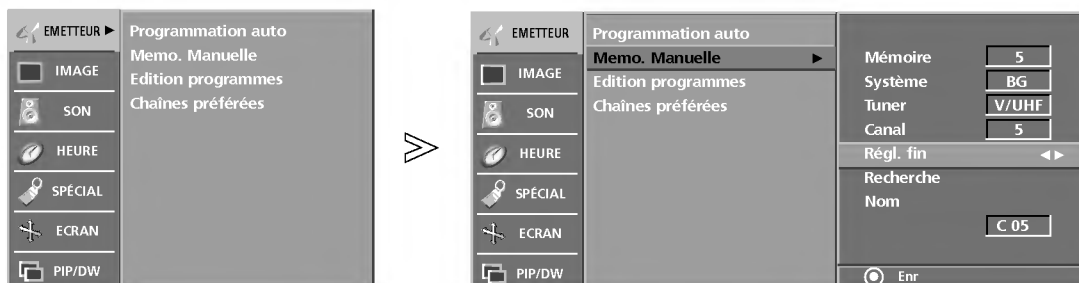 EMETTEUR ►
IMAGE
SON
HEURE
SPÉCIAL
ECRAN
PIP/DW
Programmation auto
Memo. Manuelle
Edition programmes
Chaînes préférées
EMETTEUR
IMAGE
SON
HEURE
SPÉCIAL
ECRAN
PIP/DW
Programmation auto
Memo. Manuelle ►
Edition programmes
Chaînes préférées
Mémoire 5
Système BG
Tuner V/UHF
Canal 5
Régl. fin ◄►
Recherche
Nom
C 05
Enr